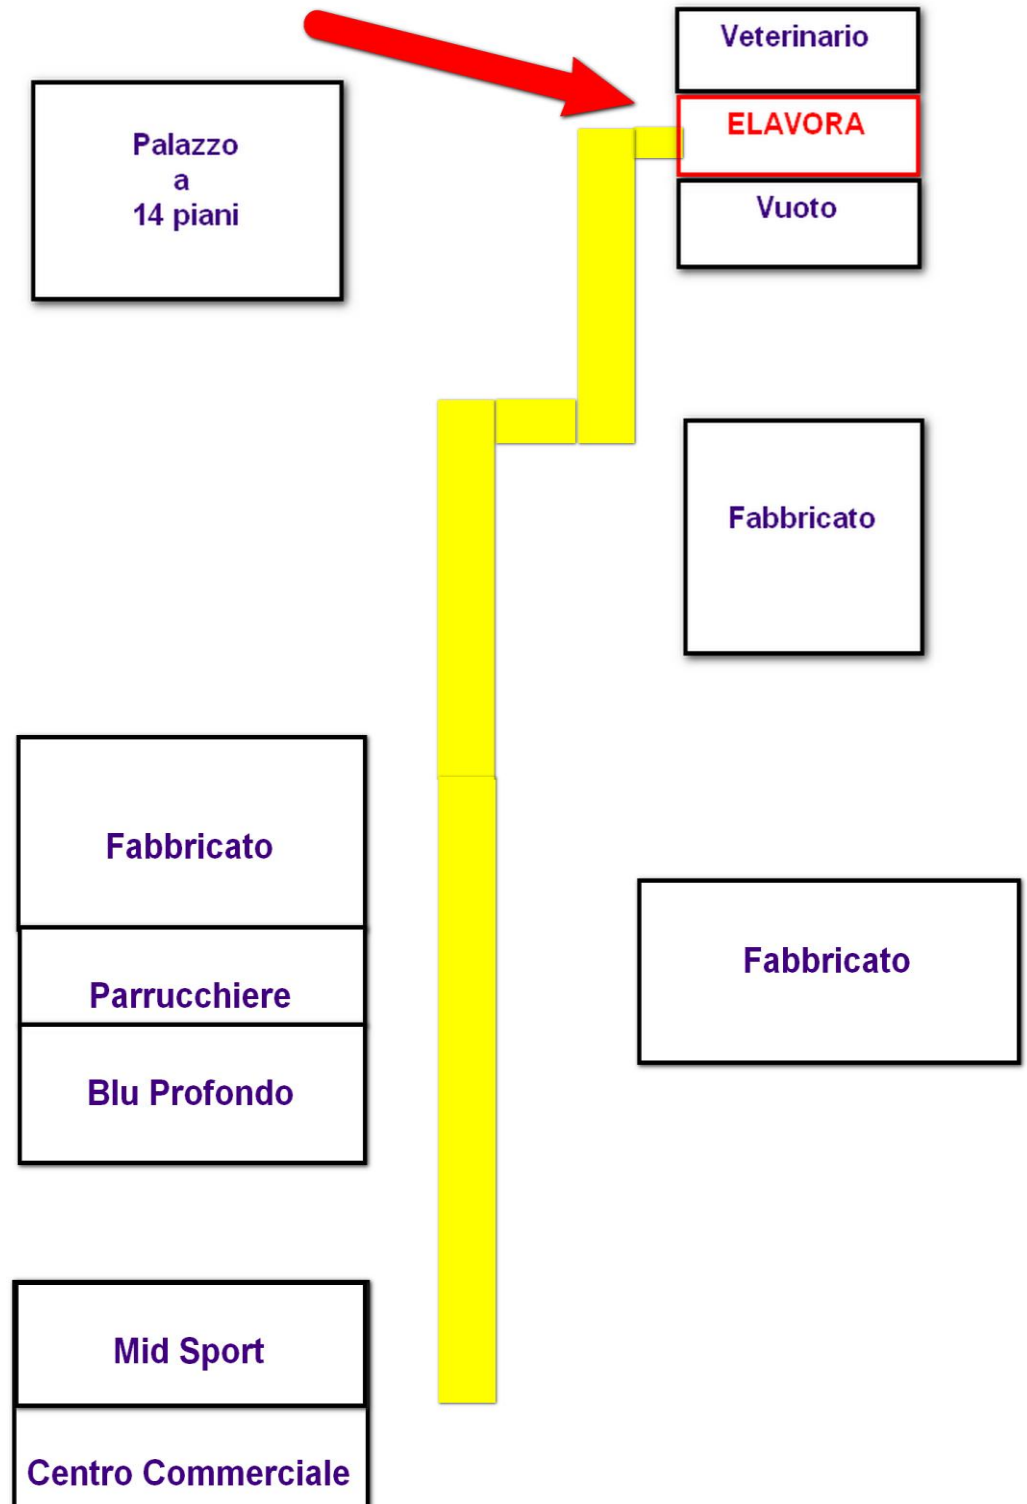 Veterinario
ELAVORA
Vuoto
Palazzo
a
14 piani
Fabbricato
Fabbricato
Parrucchiere
Blu Profondo
Fabbricato
Mid Sport
Centro Commerciale